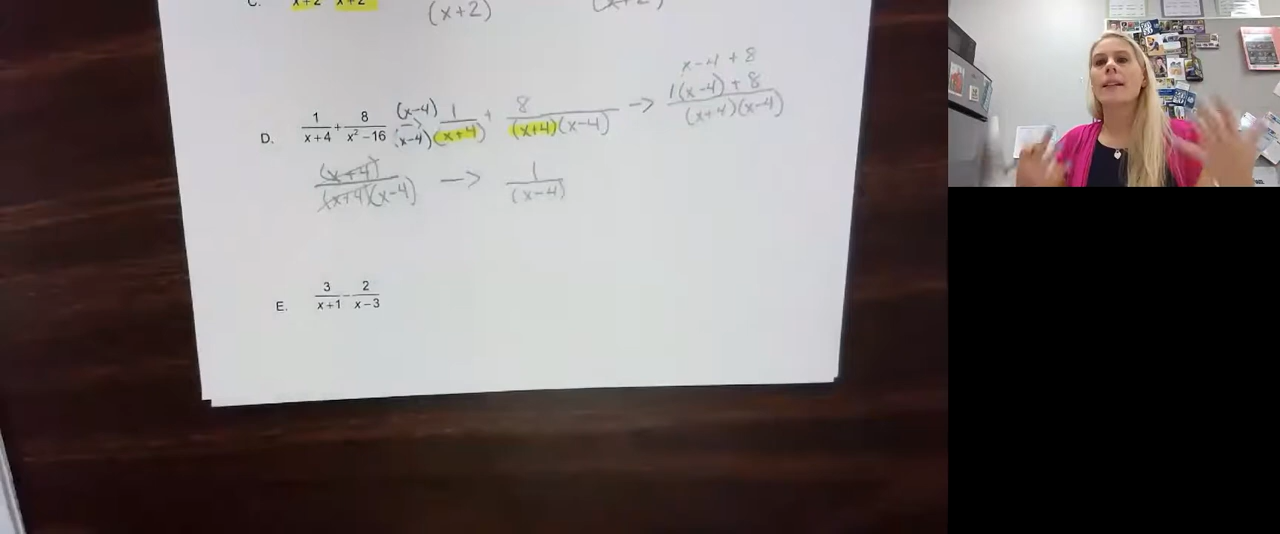 C. x+2 x+2 (x+2) (x+2)
x-4 + 8
D. 1/(x+4) + 8/(x²-16) -> (x-4)/(x-4) 1/(x+4) + 8/((x+4)(x-4)) -> (1(x-4) + 8)/((x+4)(x-4))
(x+4)/((x+4)(x-4)) -> 1/(x-4)
E. 3/(x+1) - 2/(x-3)